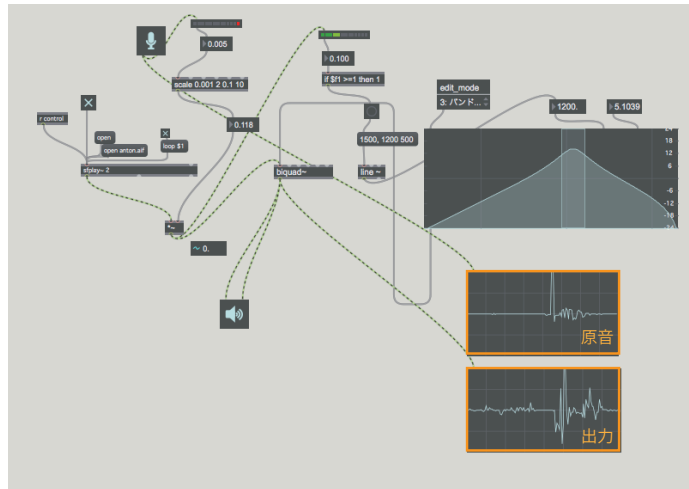 0.005
0.100
scale 0.001 2 0.1 10
if $f1 >=1 then 1
edit_mode
3: バンド...
1200.
5.1039
r control
open
open anton.aif
loop $1
0.116
1500, 1200 500
24
18
12
6
0
-6
-12
-18
-24
sfplay~ 2
biquad~
line ~
*~
~ 0.
原音
出力